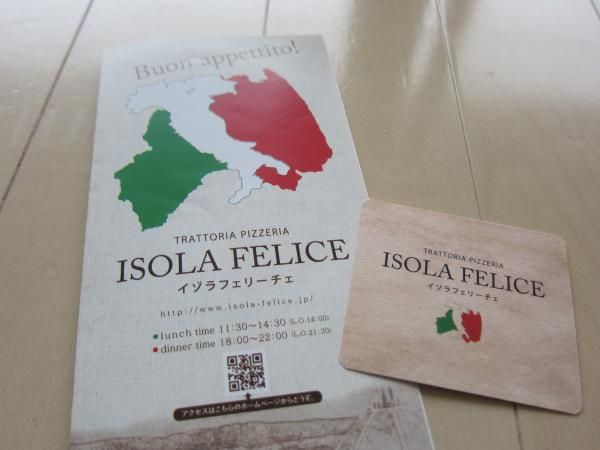 Buon appettito!
TRATTORIA PIZZERIA
ISOLA FELICE
イゾラフェリーチェ
http://www.isola-felice.jp/
lunch time 11:30～14:30 (L.O.14:00)
dinner time 18:00～22:00 (L.O.21:30)
アクセスはこちらのホームページからどうぞ。
TRATTORIA PIZZERIA
ISOLA FELICE
イゾラフェリーチェ